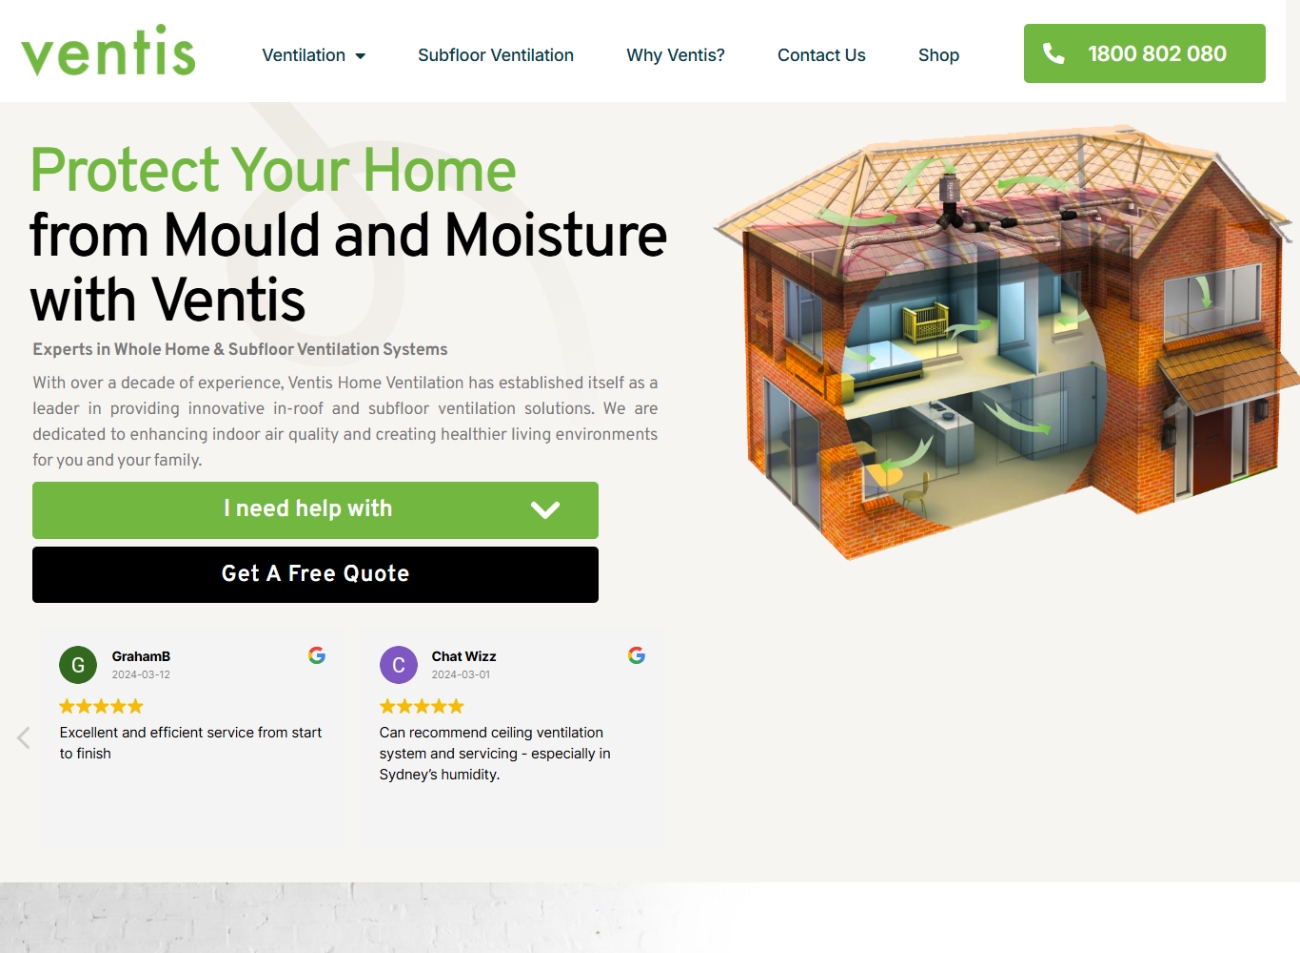 ventis
Ventilation
Subfloor Ventilation
Why Ventis?
Contact Us
Shop
1800 802 080
Protect Your Home
from Mould and Moisture
with Ventis
Experts in Whole Home & Subfloor Ventilation Systems
With over a decade of experience, Ventis Home Ventilation has established itself as a
leader in providing innovative in-roof and subfloor ventilation solutions. We are
dedicated to enhancing indoor air quality and creating healthier living environments
for you and your family.
I need help with
Get A Free Quote
G
GrahamB
2024-03-12
Excellent and efficient service from start
to finish
C
Chat Wizz
2024-03-01
Can recommend ceiling ventilation
system and servicing - especially in
Sydney's humidity.